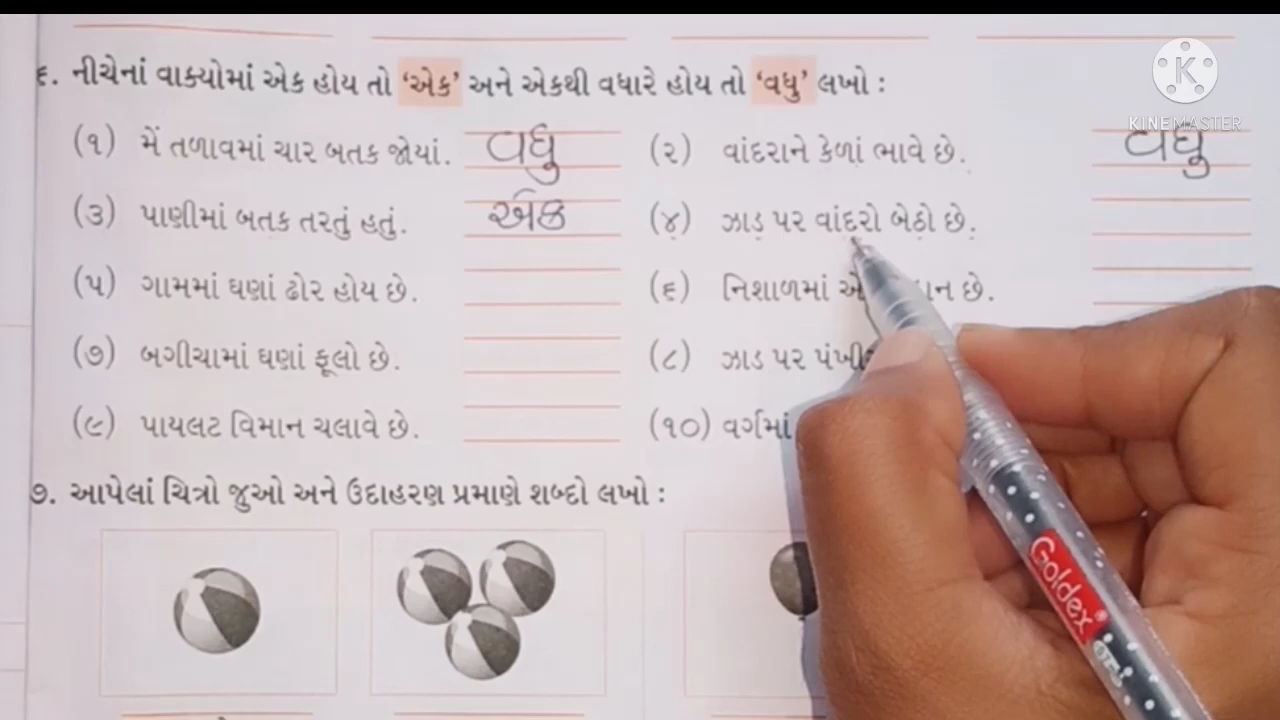 ૬. નીચેનાં વાક્યોમાં એક હોય તો ‘એક’ અને એકથી વધારે હોય તો ‘વધુ’ લખો :
KINEMASTER
(૧) મેં તળાવમાં ચાર બતક જોયાં. વધુ (૨) વાંદરાને કેળાં ભાવે છે. વધુ
(૩) પાણીમાં બતક તરતું હતું. એક (૪) ઝાડ પર વાંદરો બેઠો છે.
(૫) ગામમાં ઘણાં ઢોર હોય છે. (૬) નિશાળમાં છે.
(૭) બગીચામાં ઘણાં ફૂલો છે. (૮) ઝાડ પર
(૯) પાયલટ વિમાન ચલાવે છે. (૧૦) વર્ગમાં
૭. આપેલાં ચિત્રો જુઓ અને ઉદાહરણ પ્રમાણે શબ્દો લખો :
Goldex